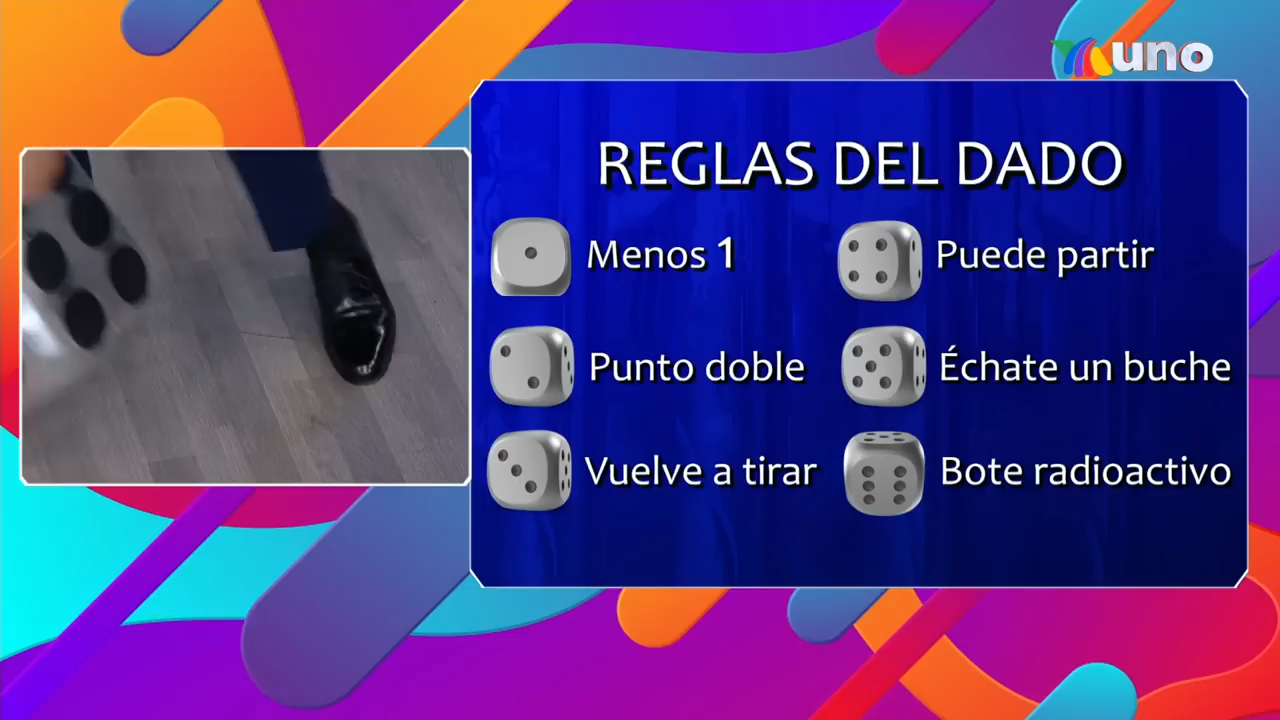 uno
REGLAS DEL DADO
Menos 1
Punto doble
Vuelve a tirar
Puede partir
Échate un buche
Bote radioactivo